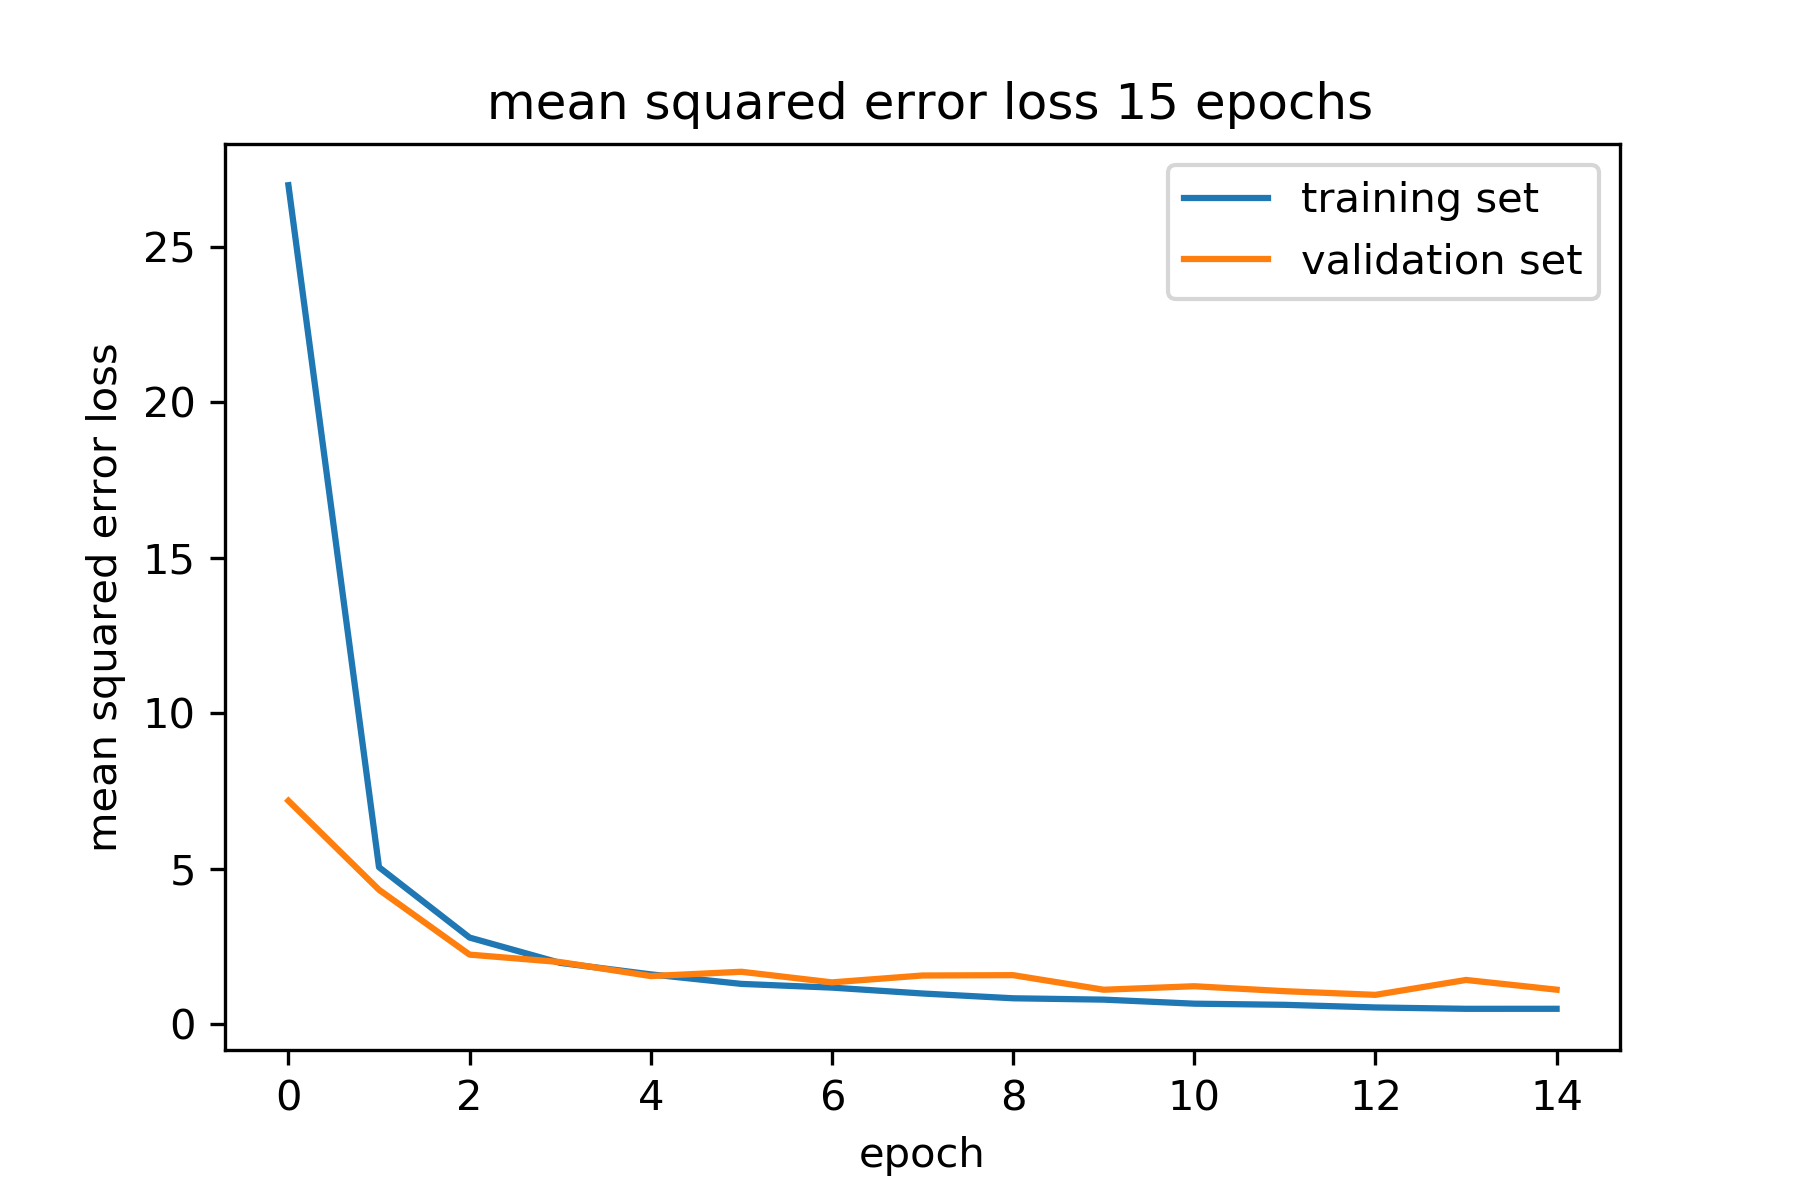 mean squared error loss 15 epochs
training set
validation set
mean squared error loss
25
20
15
10
5
0
0 2 4 6 8 10 12 14
epoch